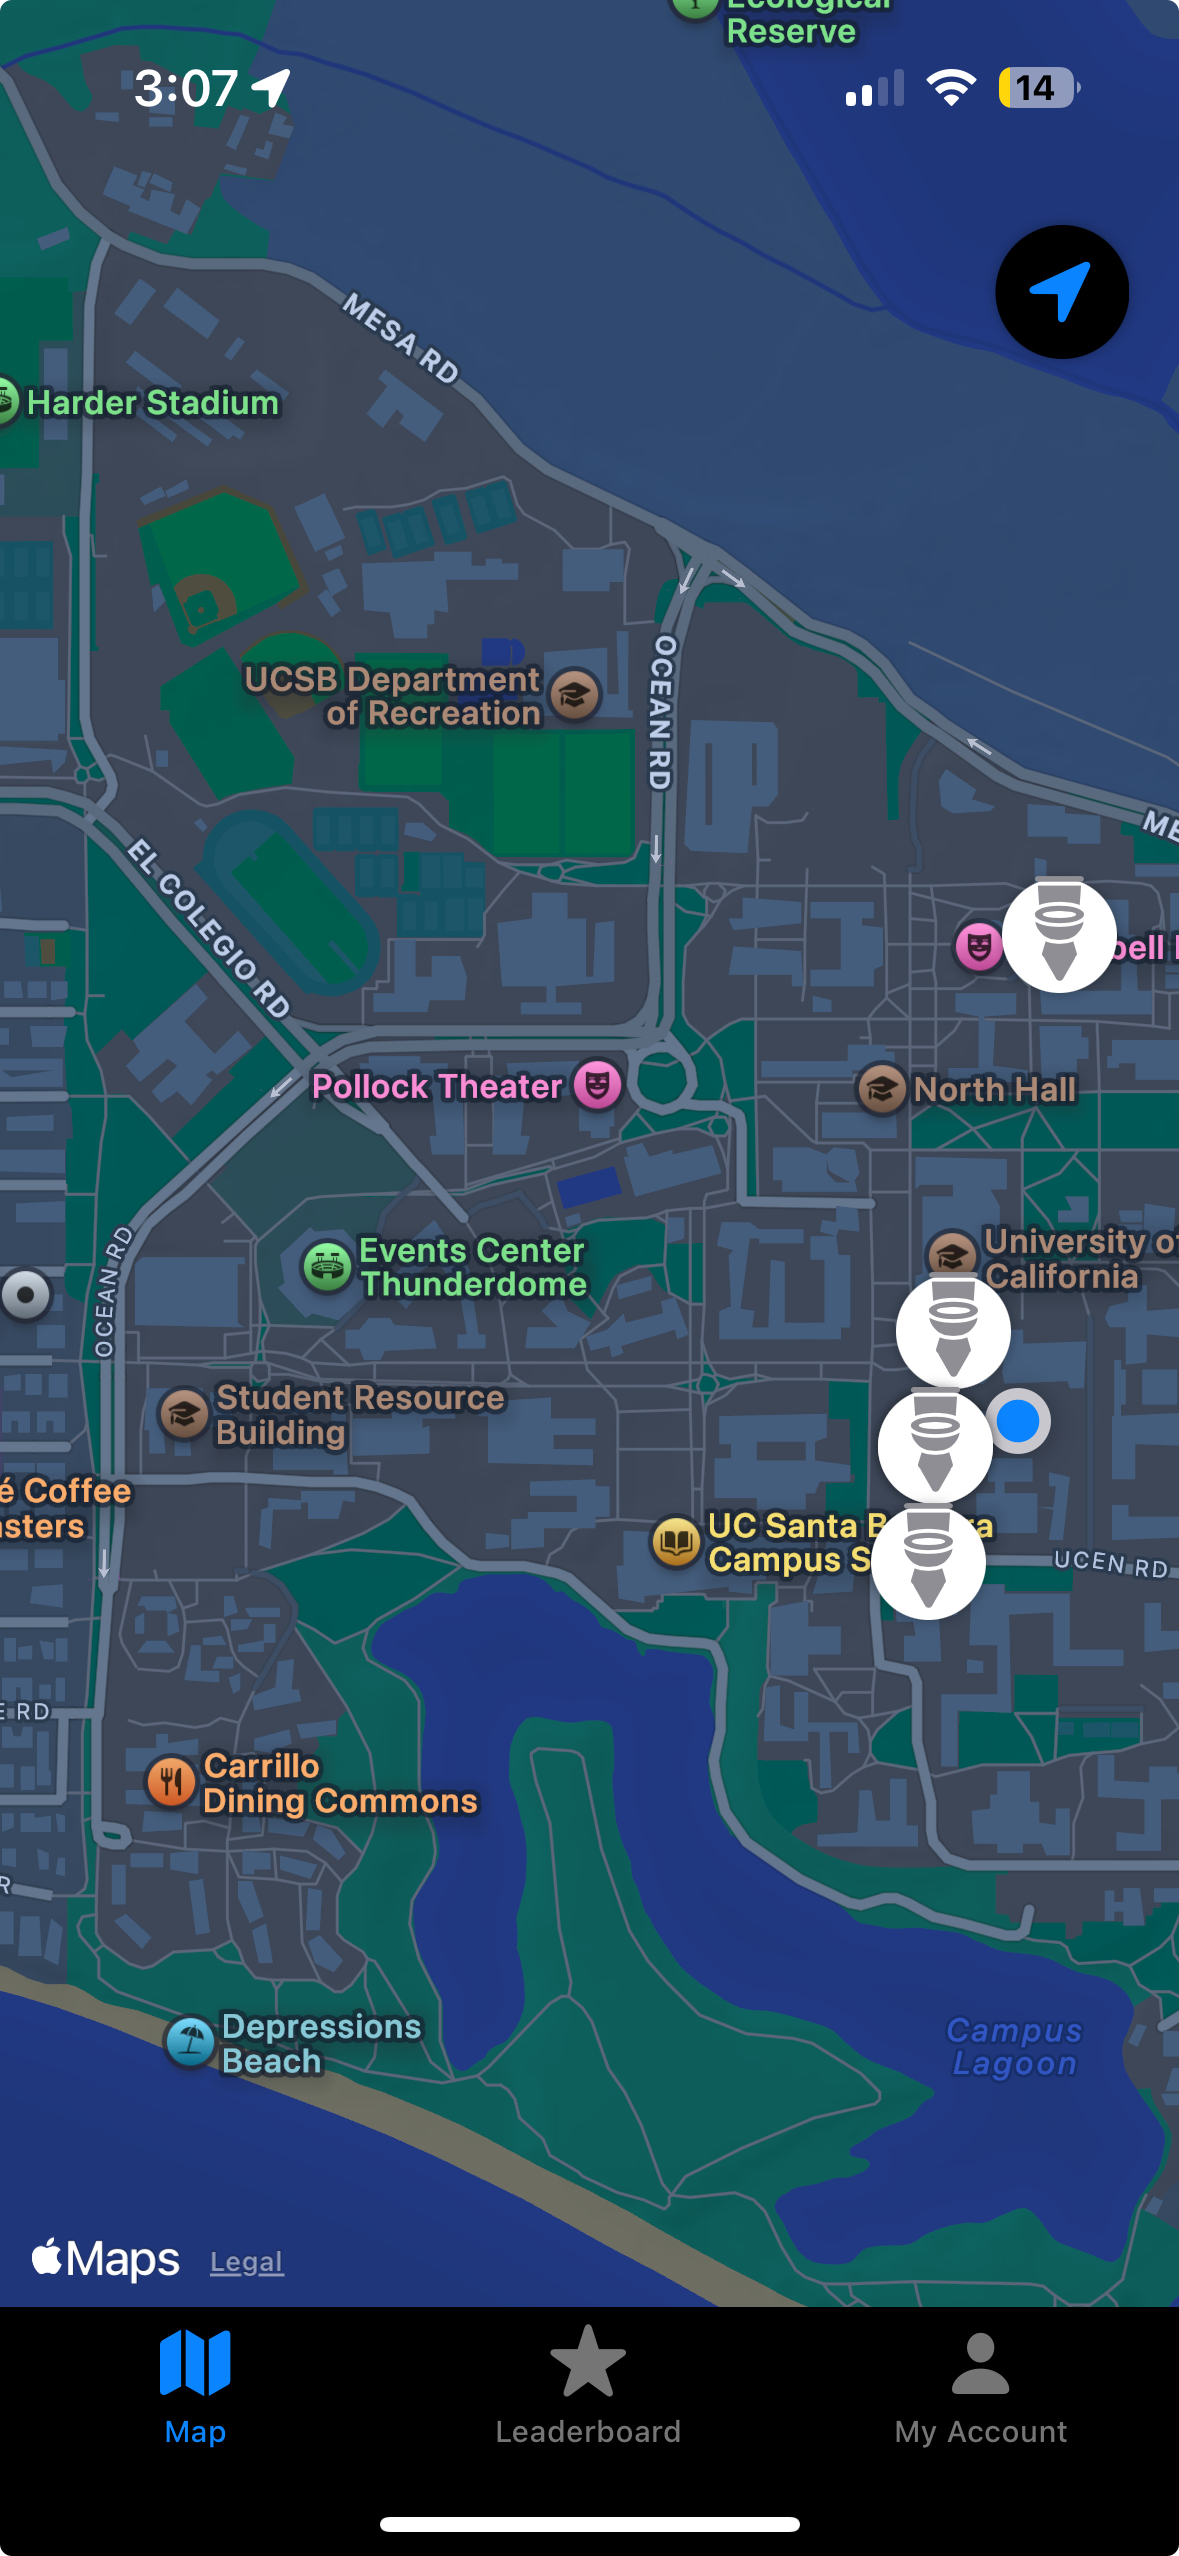 Ecological
Reserve
3:07
14
MESA RD
Harder Stadium
OCEAN RD
UCSB Department
of Recreation
EL COLEGIO RD
Pollock Theater
North Hall
University of
California
Events Center
Thunderdome
OCEAN RD
Student Resource
Building
é Coffee
UC Santa
Campus
UCEN RD
RD
Carrillo
Dining Commons
Depressions
Beach
Campus
Lagoon
Maps
Legal
Map
Leaderboard
My Account